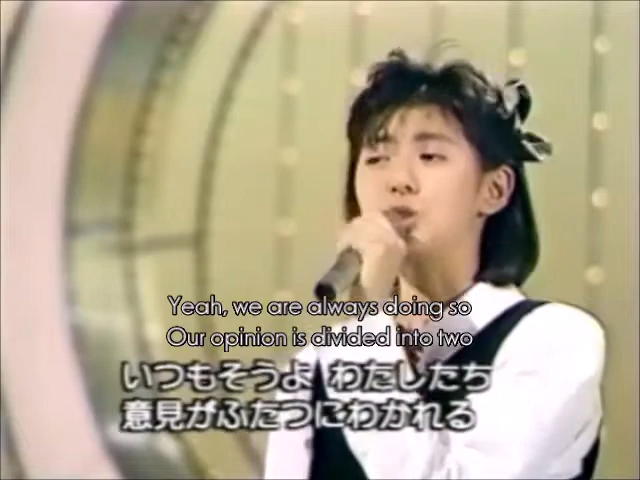 Yeah, we are always doing so
Our opinion is divided into two
いつもそうよ わたしたち
意見がふたつにわかれる